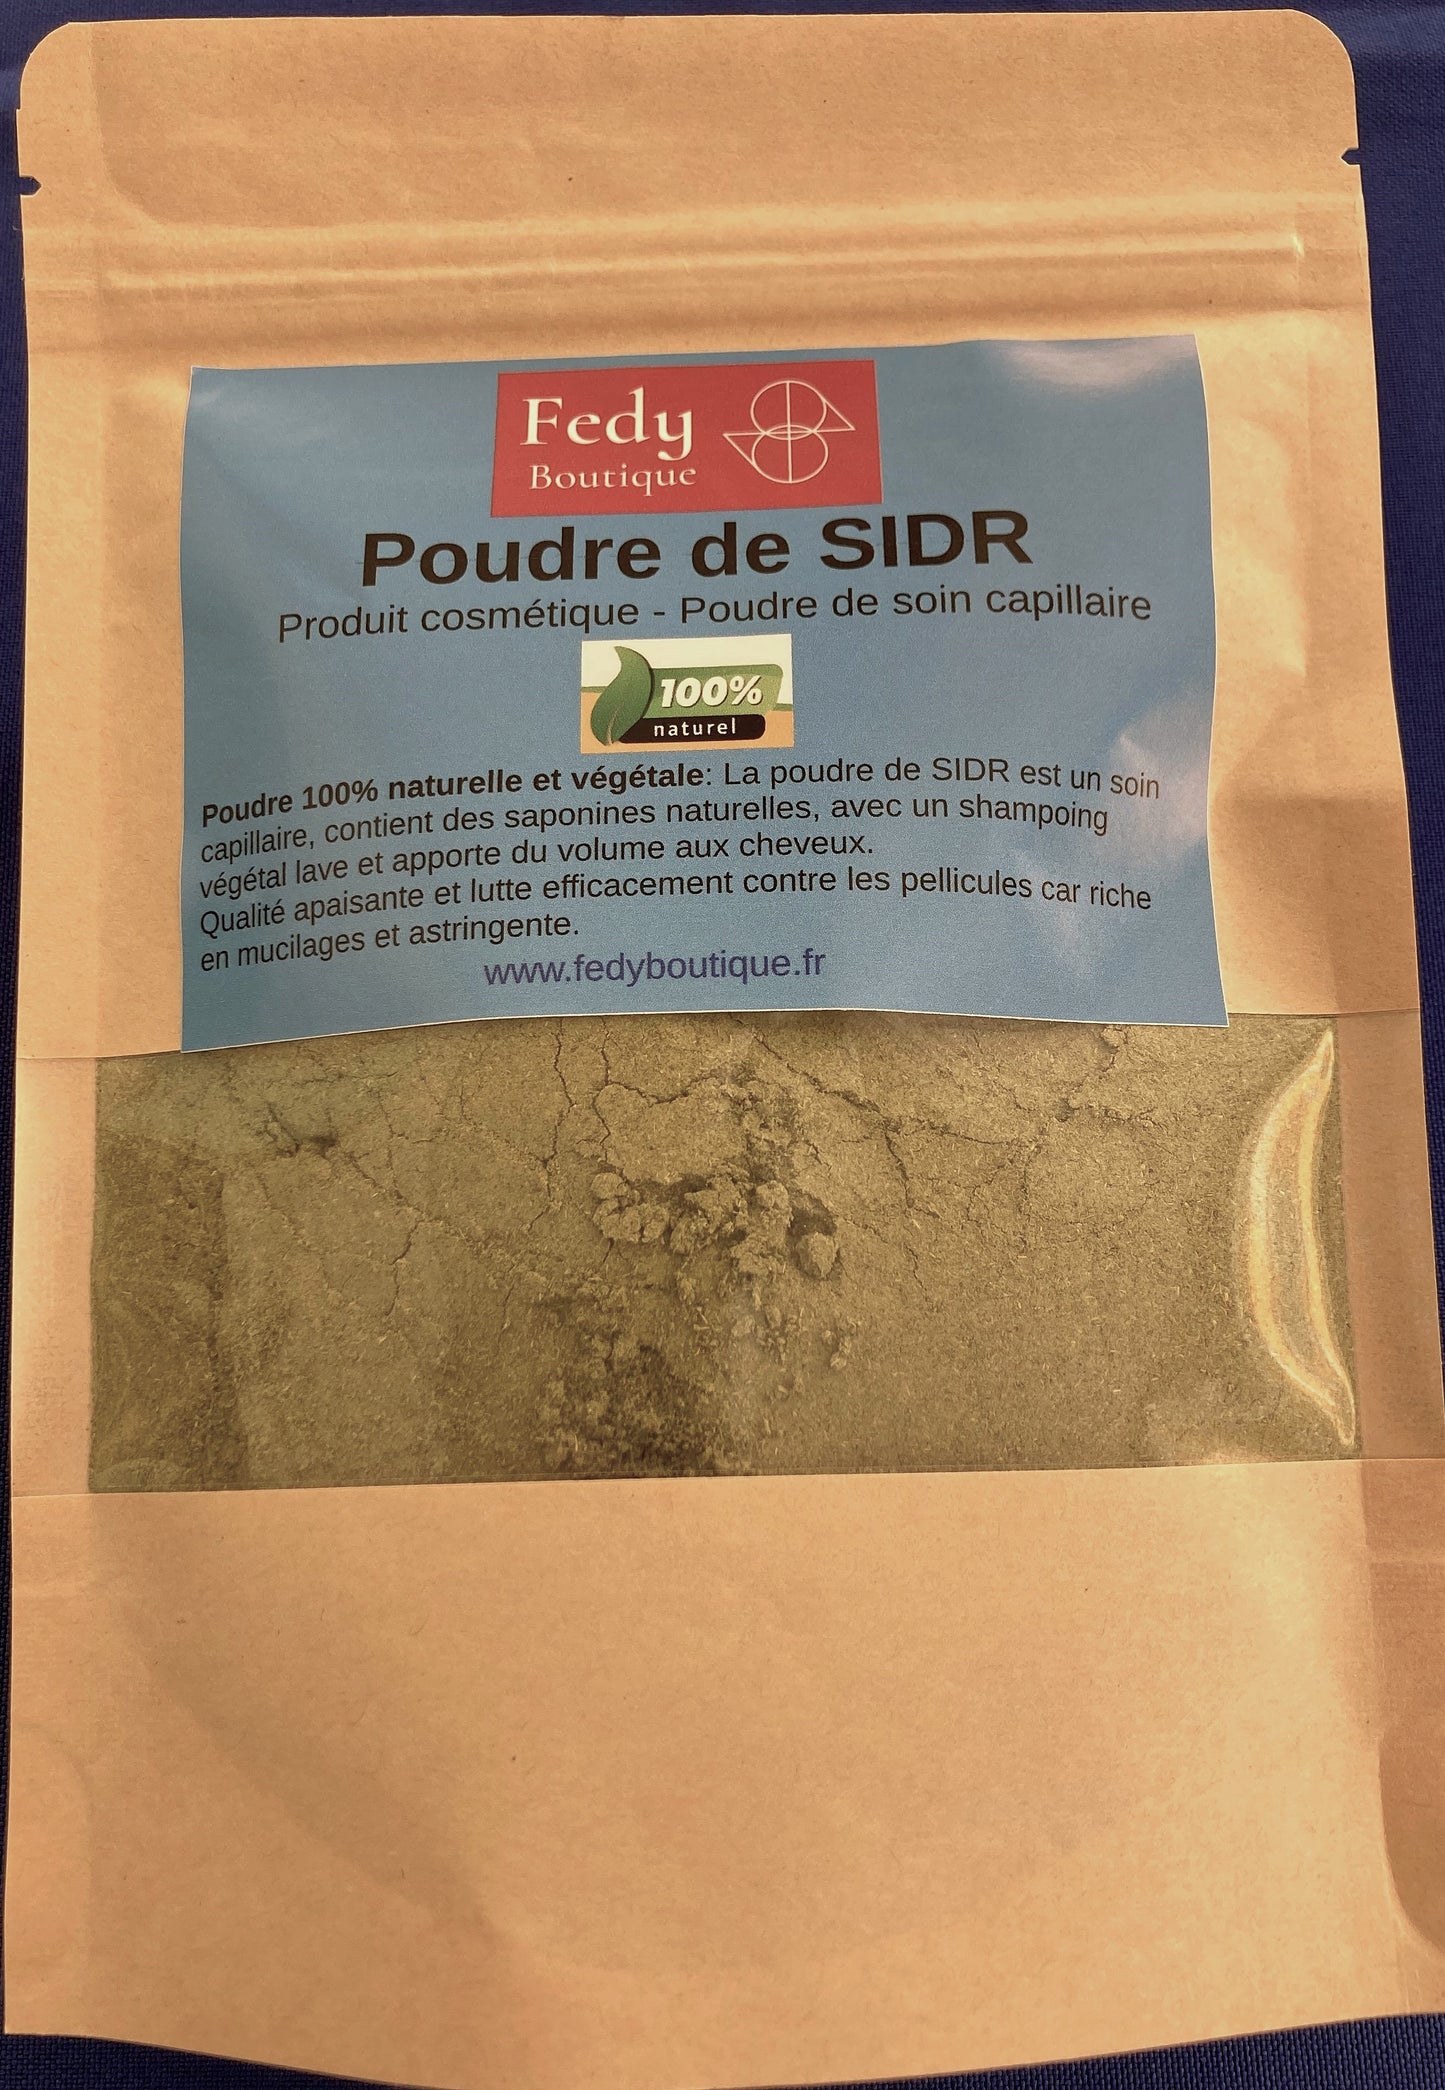 Fedy
Boutique
Poudre de SIDR
Produit cosmétique - Poudre de soin capillaire
100%
naturel
Poudre 100% naturelle et végétale: La poudre de SIDR est un soin
capillaire, contient des saponines naturelles, avec un shampoing
végétal lave et apporte du volume aux cheveux.
Qualité apaisante et lutte efficacement contre les pellicules car riche
en mucilages et astringente.
www.fedyboutique.fr